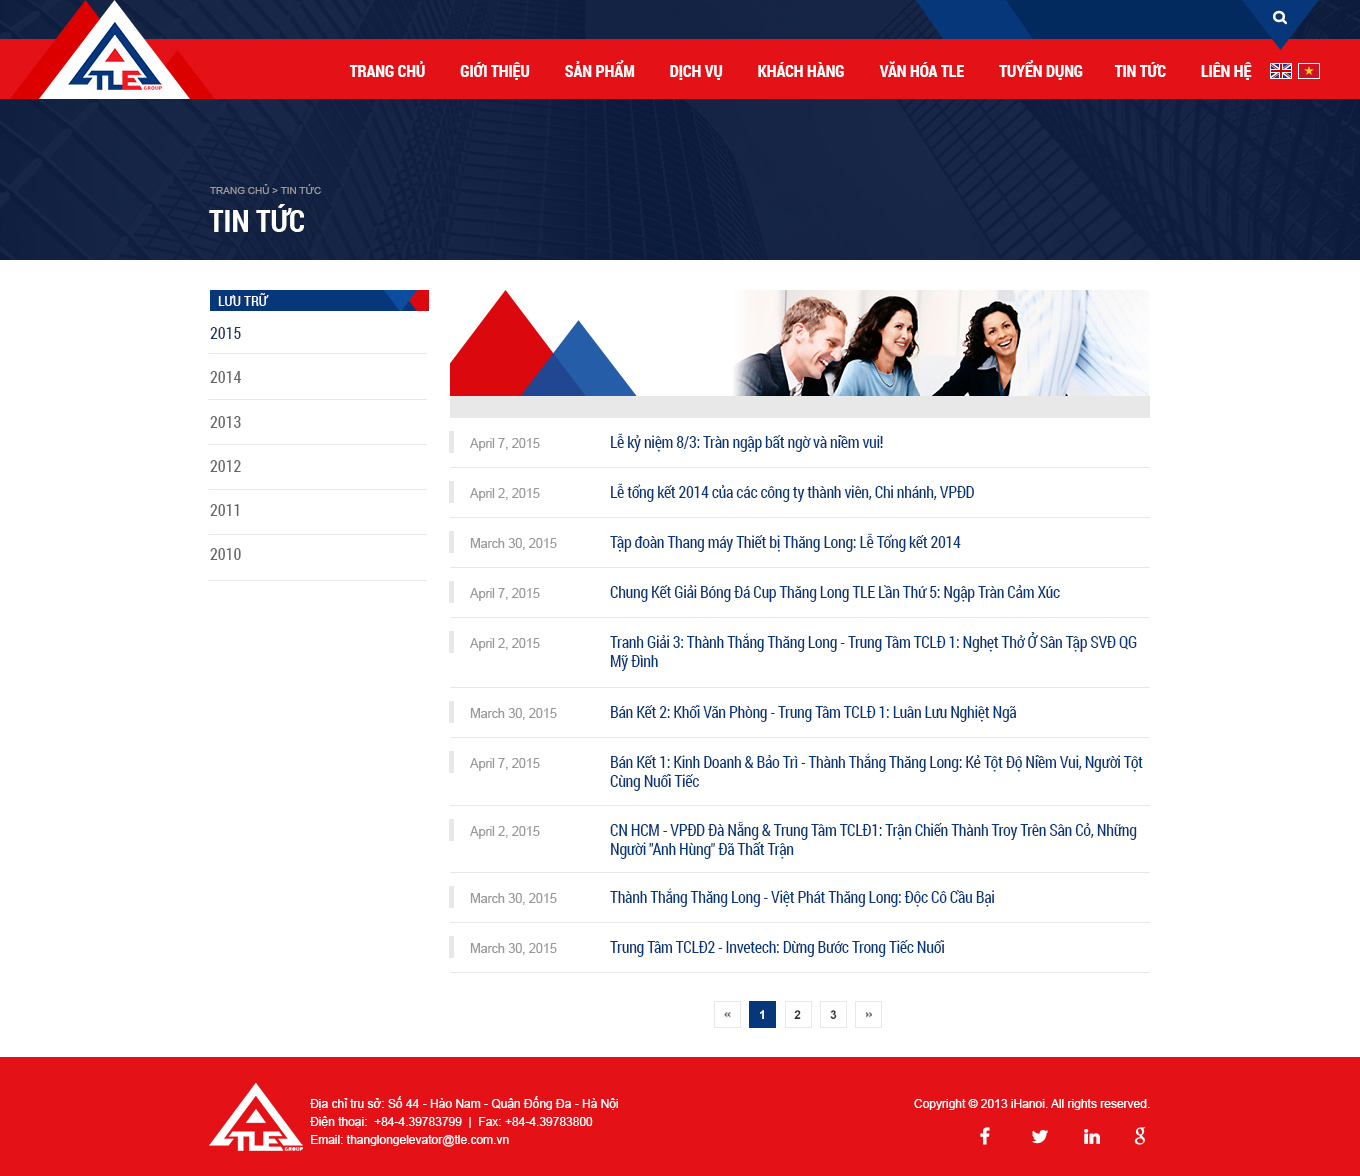 TLE
GROUP
TRANG CHỦ
GIỚI THIỆU
SẢN PHẨM
DỊCH VỤ
KHÁCH HÀNG
VĂN HÓA TLE
TUYỂN DỤNG
TIN TỨC
LIÊN HỆ
TRANG CHỦ > TIN TỨC
TIN TỨC
LƯU TRỮ
2015
2014
2013
2012
2011
2010
April 7, 2015 Lễ kỷ niệm 8/3: Tràn ngập bất ngờ và niềm vui!
April 2, 2015 Lễ tổng kết 2014 của các công ty thành viên, Chi nhánh, VPĐD
March 30, 2015 Tập đoàn Thang máy Thiết bị Thăng Long: Lễ Tổng kết 2014
April 7, 2015 Chung Kết Giải Bóng Đá Cup Thăng Long TLE Lần Thứ 5: Ngập Tràn Cảm Xúc
April 2, 2015 Tranh Giải 3: Thành Thắng Thăng Long - Trung Tâm TCLĐ 1: Nghẹt Thở Ở Sân Tập SVĐ QG
Mỹ Đình
March 30, 2015 Bán Kết 2: Khối Văn Phòng - Trung Tâm TCLĐ 1: Luân Lưu Nghiệt Ngã
April 7, 2015 Bán Kết 1: Kinh Doanh & Bảo Trì - Thành Thắng Thăng Long: Kẻ Tột Độ Niềm Vui, Người Tột
Cùng Nuối Tiếc
April 2, 2015 CN HCM - VPĐD Đà Nẵng & Trung Tâm TCLĐ1: Trận Chiến Thành Troy Trên Sân Cỏ, Những
Người "Anh Hùng" Đã Thất Trận
March 30, 2015 Thành Thắng Thăng Long - Việt Phát Thăng Long: Độc Cô Cầu Bại
March 30, 2015 Trung Tâm TCLĐ2 - Invetech: Dừng Bước Trong Tiếc Nuối
« 1 2 3 »
TLE
GROUP
Địa chỉ trụ sở: Số 44 - Hào Nam - Quận Đống Đa - Hà Nội
Điện thoại: +84-4.39783799 | Fax: +84-4.39783800
Email: thanglongelevator@tle.com.vn
Copyright © 2013 iHanoi. All rights reserved.